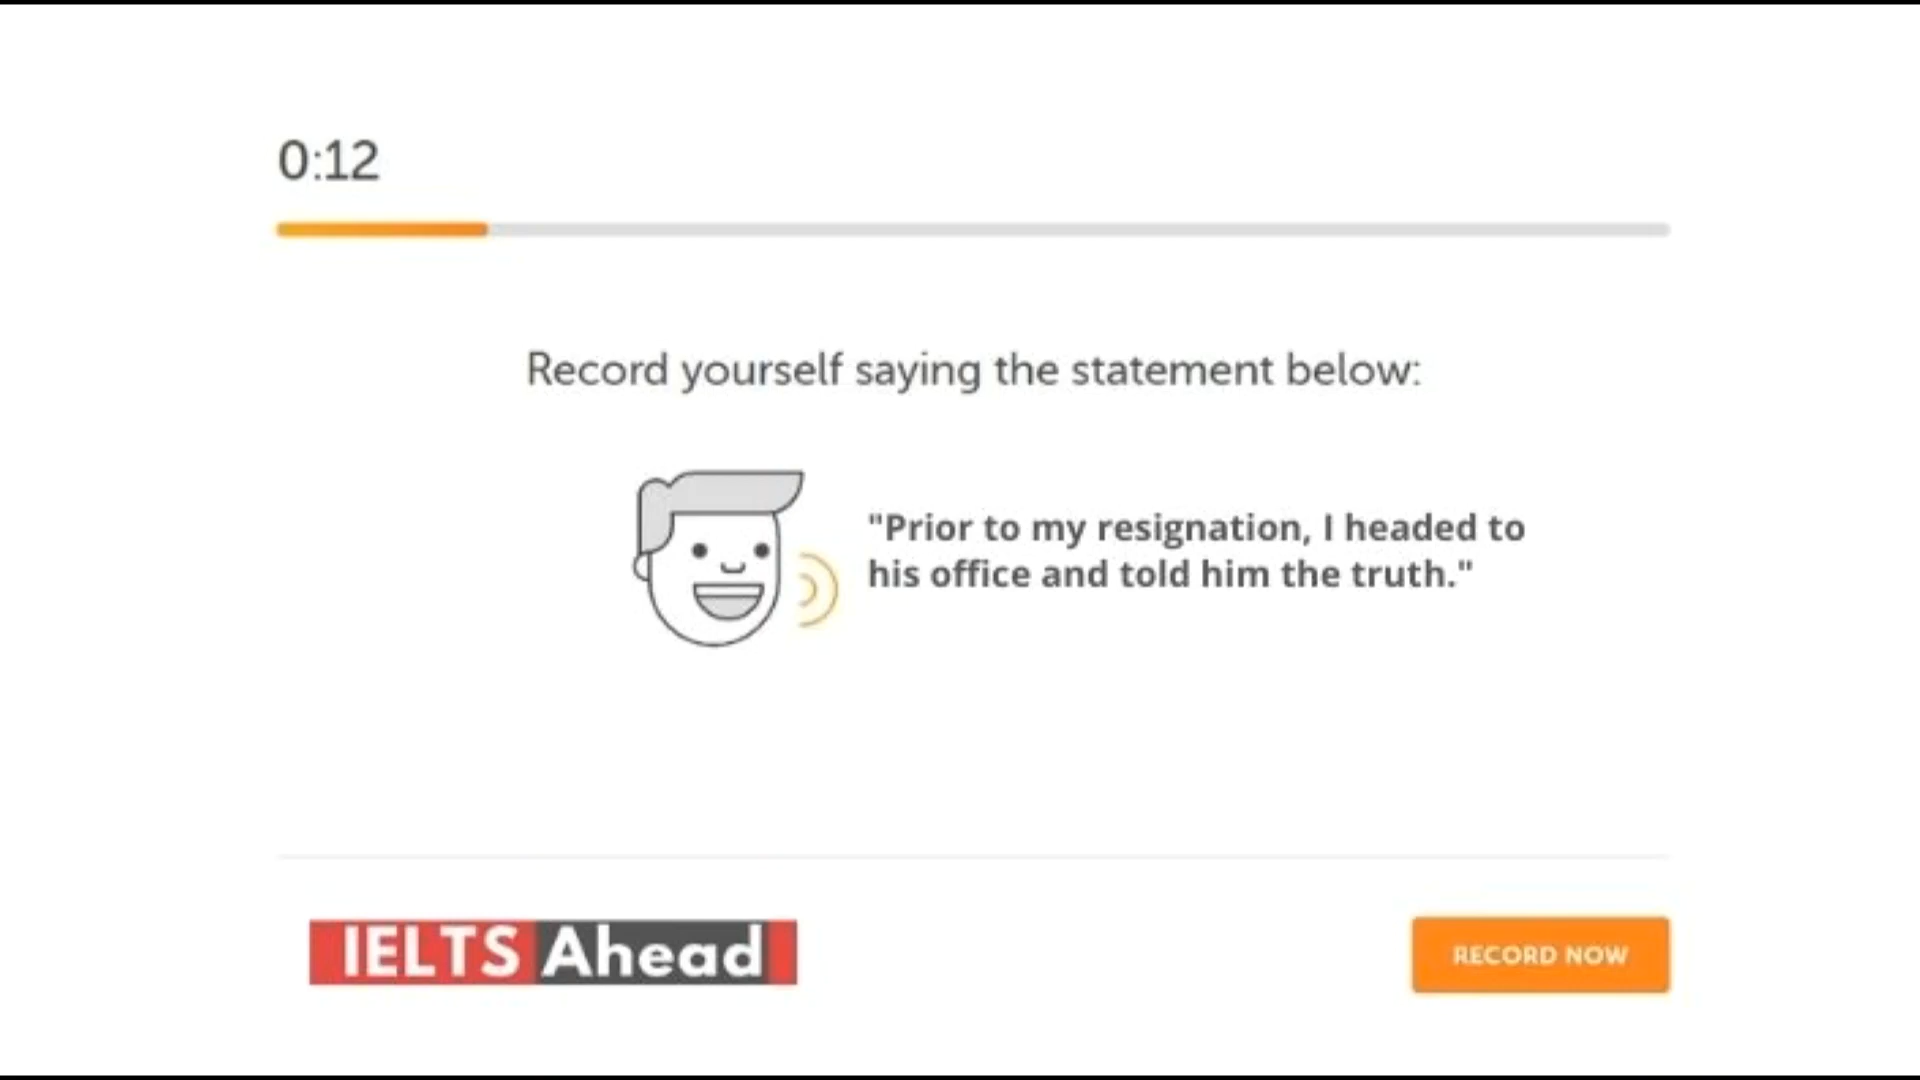 0:12
Record yourself saying the statement below:
"Prior to my resignation, I headed to
his office and told him the truth."
IELTS Ahead
RECORD NOW